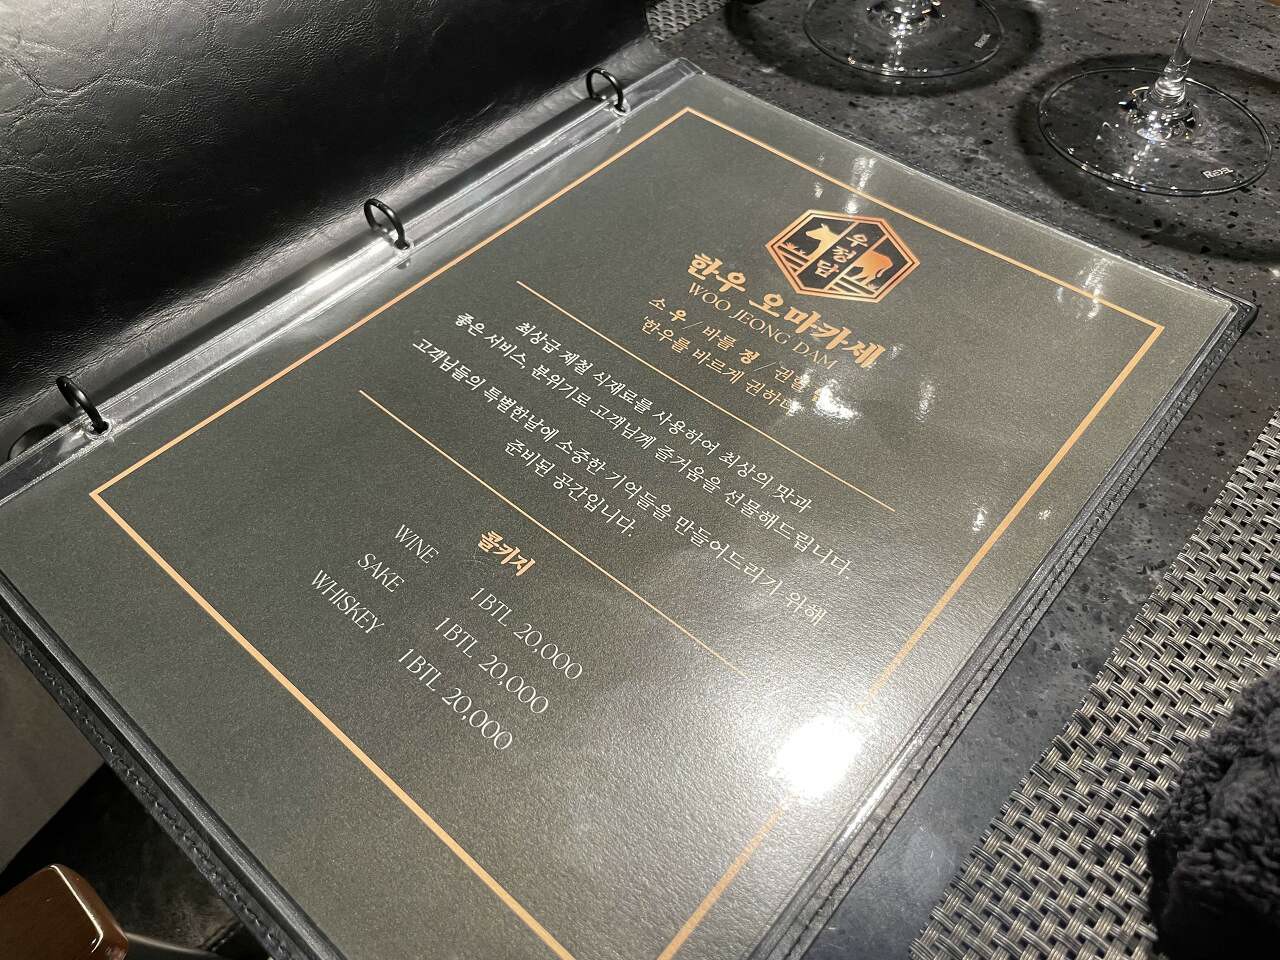 우정담
한우 오마카세
WOO JEONG DAM
소 우 / 바를 정 / 권할
'한우를 바르게 권하다
최상급 제철 식재료를 사용하여 최상의 맛과
좋은 서비스, 분위기로 고객님께 즐거움을 선물해드립니다.
고객님들의 특별한날에 소중한 기억들을 만들어드리기 위해
준비된 공간입니다.
콜키지
WINE 1 BTL 20,000
SAKE 1 BTL 20,000
WHISKEY 1 BTL 20,000